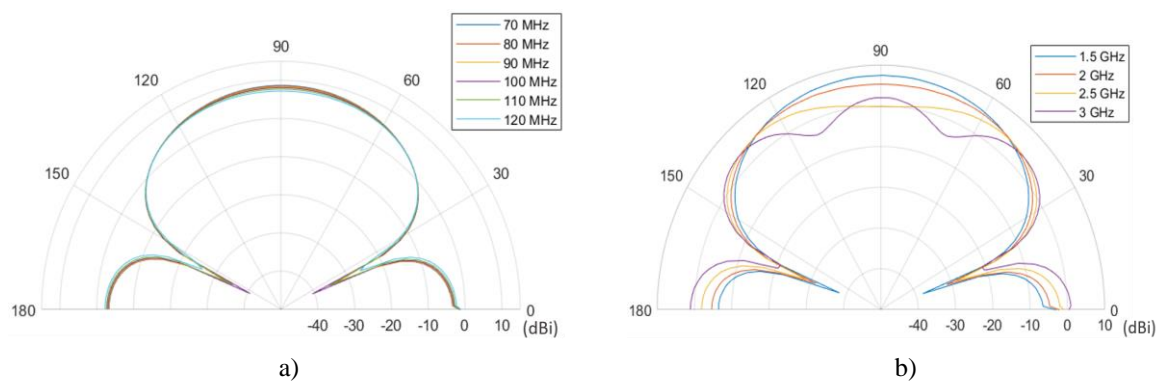 70 MHz
80 MHz
90 MHz
100 MHz
110 MHz
120 MHz
90
120
60
150
30
180
0
-40 -30 -20 -10 0 (dBi)
a)
1.5 GHz
2 GHz
2.5 GHz
3 GHz
90
120
60
150
30
180
0
-40 -30 -20 -10 0 10 (dBi)
b)